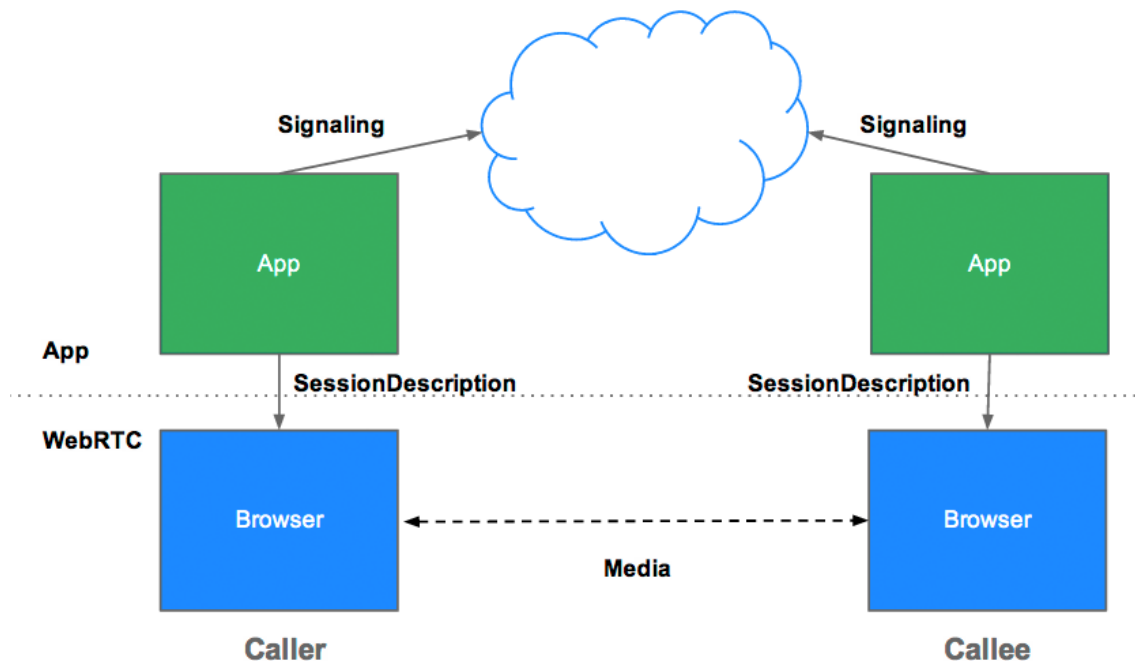 Signaling
Signaling
App
App
App
SessionDescription
SessionDescription
WebRTC
Browser
Browser
Media
Caller
Callee